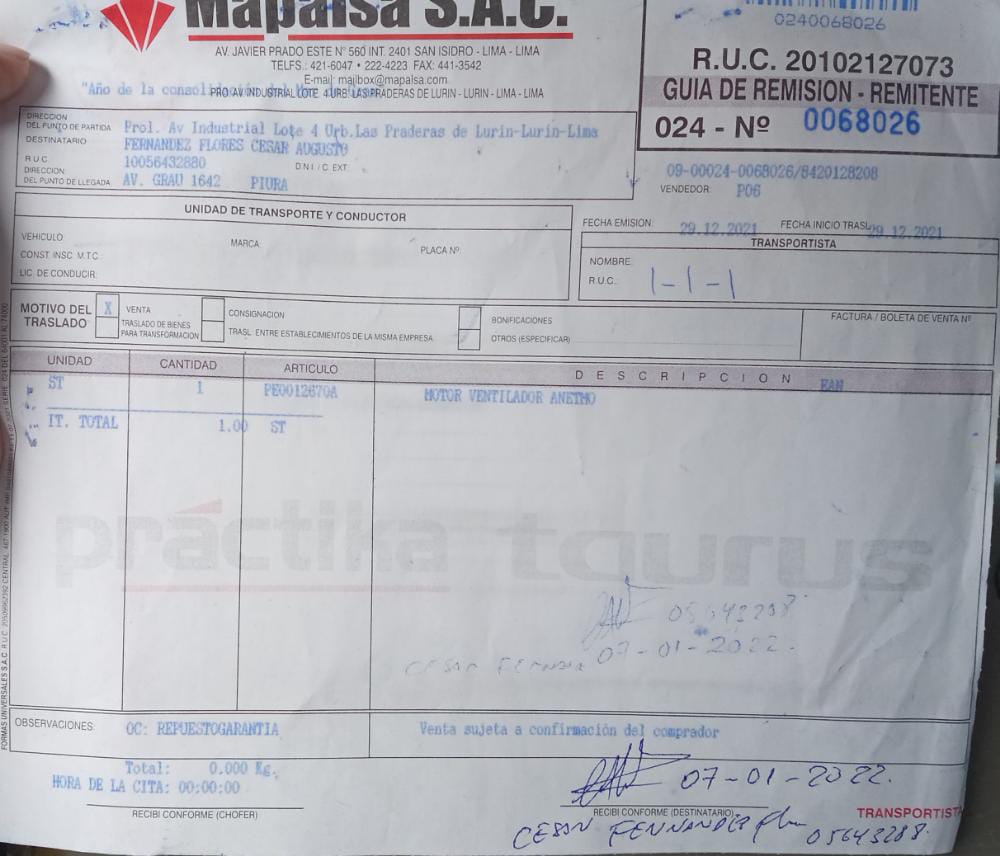 Mapalsa S.A.C.
0240068026
AV. JAVIER PRADO ESTE Nº 560 INT. 2401 SAN ISIDRO - LIMA - LIMA
TELFS.: 421-6047 • 222-4223 FAX: 441-3542
E-mail: mailbox@mapalsa.com
"Año de la
PRO. AV. INDUSTRIAL LOTE 4 URB. LAS PRADERAS DE LURIN - LURIN - LIMA
R.U.C. 20102127073
GUIA DE REMISION - REMITENTE
024 - Nº 0068026
DIRECCION
DEL PUNTO DE PARTIDA Prol. Av Industrial Lote 4 Urb.Las Praderas de Lurin-Lurin-Lima
DESTINATARIO FERNANDEZ FLORES CESAR AUGUSTO
R.U.C. 10056432880 D.N.I / C.EXT.
DIRECCION
DEL PUNTO DE LLEGADA AV. GRAU 1642 PIURA
09-00024-0068026/8420128208
VENDEDOR: P06
UNIDAD DE TRANSPORTE Y CONDUCTOR
VEHICULO: MARCA: PLACA Nº:
CONST. INSC. M.T.C.:
LIC. DE CONDUCIR:
FECHA EMISION: 29.12.2021 FECHA INICIO TRASL. 29.12.2021
TRANSPORTISTA
NOMBRE:
R.U.C.: 1-1-1
MOTIVO DEL TRASLADO
X VENTA
TRASLADO DE BIENES PARA TRANSFORMACION
CONSIGNACION
TRASL. ENTRE ESTABLECIMIENTOS DE LA MISMA EMPRESA
BONIFICACIONES
OTROS (ESPECIFICAR)
FACTURA / BOLETA DE VENTA Nº
UNIDAD CANTIDAD ARTICULO DESCRIPCION EAN
ST 1 PE0012670A MOTOR VENTILADOR ANETMO
IT. TOTAL 1.00 ST
práctika taurus
05643288
07-01-2022.
CESAR
OBSERVACIONES: OC: REPUESTOGARANTIA Venta sujeta a confirmación del comprador
Total: 0.000 Kg.
HORA DE LA CITA: 00:00:00
07-01-2022.
RECIBI CONFORME (CHOFER) RECIBI CONFORME (DESTINATARIO) TRANSPORTISTA
CESAR FERNANDEZ 05643288.